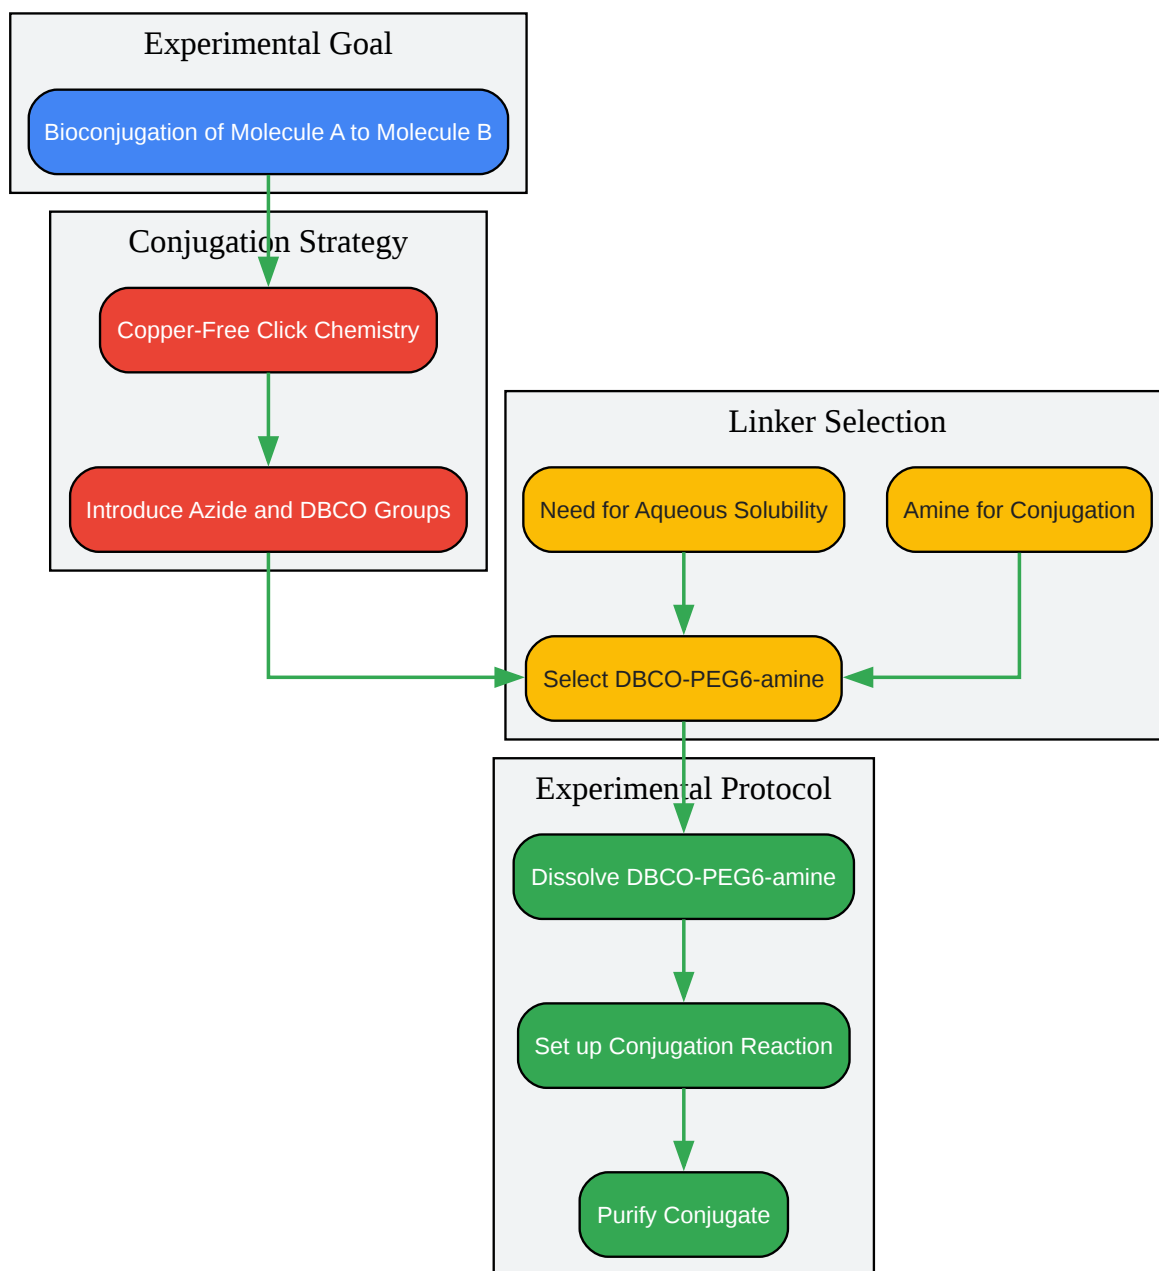 Experimental Goal
Bioconjugation of Molecule A to Molecule B
Conjugation Strategy
Copper-Free Click Chemistry
Introduce Azide and DBCO Groups
Linker Selection
Need for Aqueous Solubility
Amine for Conjugation
Select DBCO-PEG6-amine
Experimental Protocol
Dissolve DBCO-PEG6-amine
Set up Conjugation Reaction
Purify Conjugate